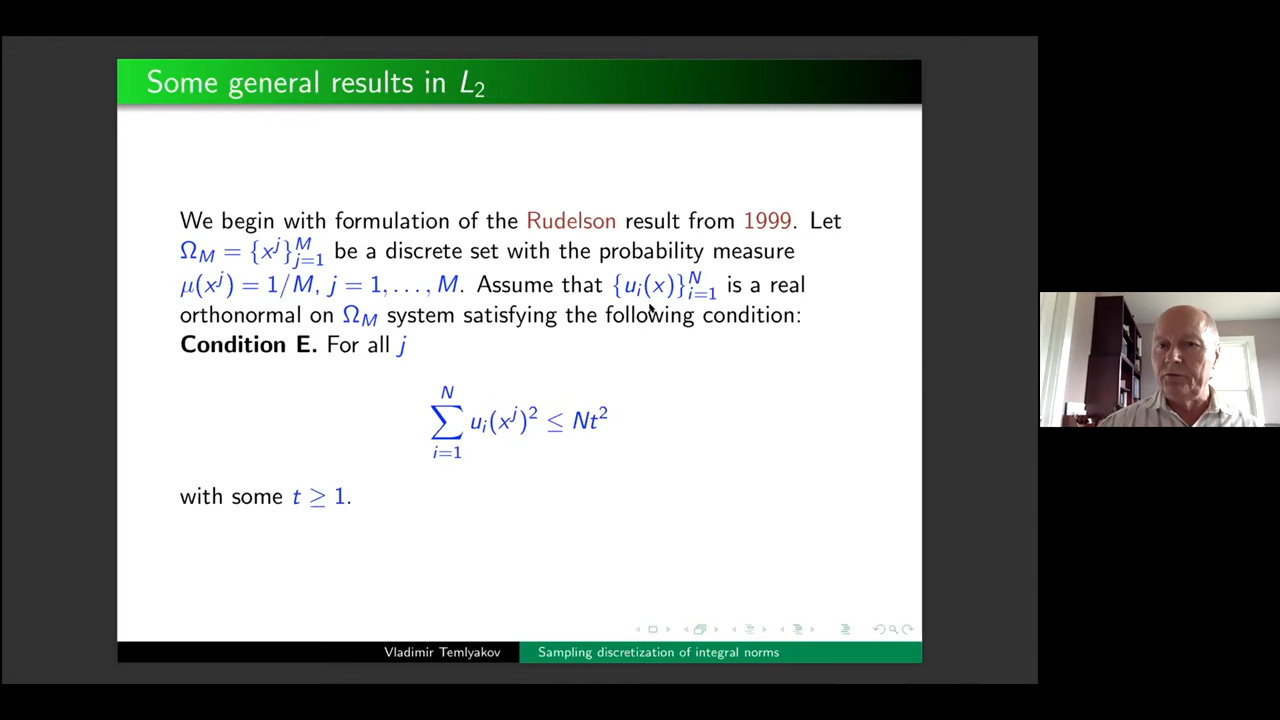 Some general results in L₂
We begin with formulation of the Rudelson result from 1999. Let
Ω_M = {x^j}_{j=1}^M be a discrete set with the probability measure
μ(x^j) = 1/M, j = 1, . . . , M. Assume that {u_i(x)}_{i=1}^N is a real
orthonormal on Ω_M system satisfying the following condition:
Condition E. For all j
∑_{i=1}^N u_i(x^j)² ≤ Nt²
with some t ≥ 1.
Vladimir Temlyakov
Sampling discretization of integral norms